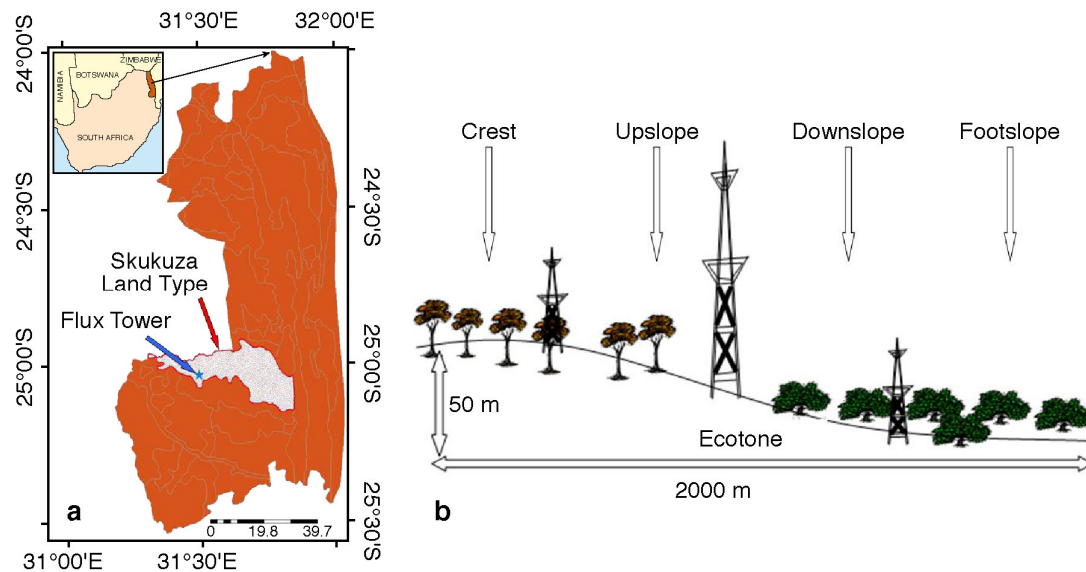 31°30'E
32°00'E
24°00'S
24°30'S
25°00'S
24°30'S
25°00'S
25°30'S
31°00'E
31°30'E
NAMIBIA
BOTSWANA
ZIMBABWE
SOUTH AFRICA
Skukuza
Land Type
Flux Tower
a
0
19.8
39.7
Crest
Upslope
Downslope
Footslope
50 m
Ecotone
2000 m
b